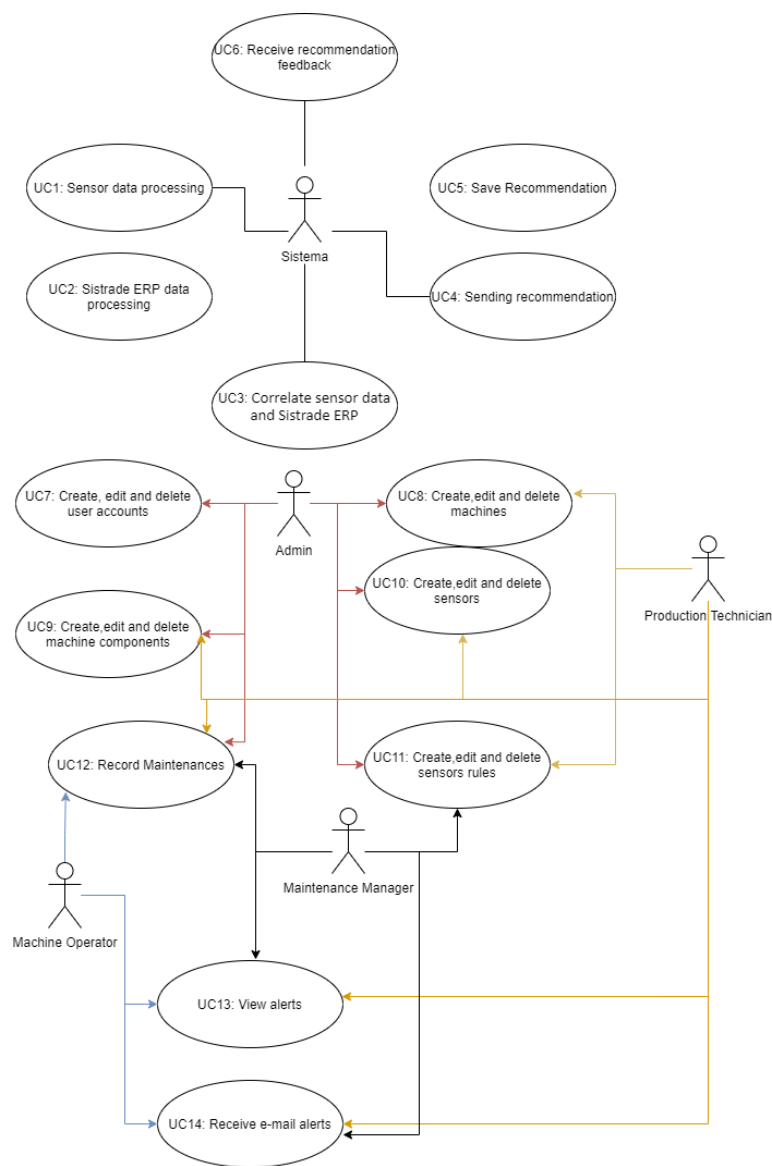 UC6: Receive recommendation
feedback
UC1: Sensor data processing
UC5: Save Recommendation
Sistema
UC2: Sistrade ERP data
processing
UC4: Sending recommendation
UC3: Correlate sensor data
and Sistrade ERP
UC7: Create, edit and delete
user accounts
UC8: Create,edit and delete
machines
Admin
UC10: Create,edit and delete
sensors
Production Technician
UC9: Create,edit and delete
machine components
UC12: Record Maintenances
UC11: Create,edit and delete
sensors rules
Maintenance Manager
Machine Operator
UC13: View alerts
UC14: Receive e-mail alerts